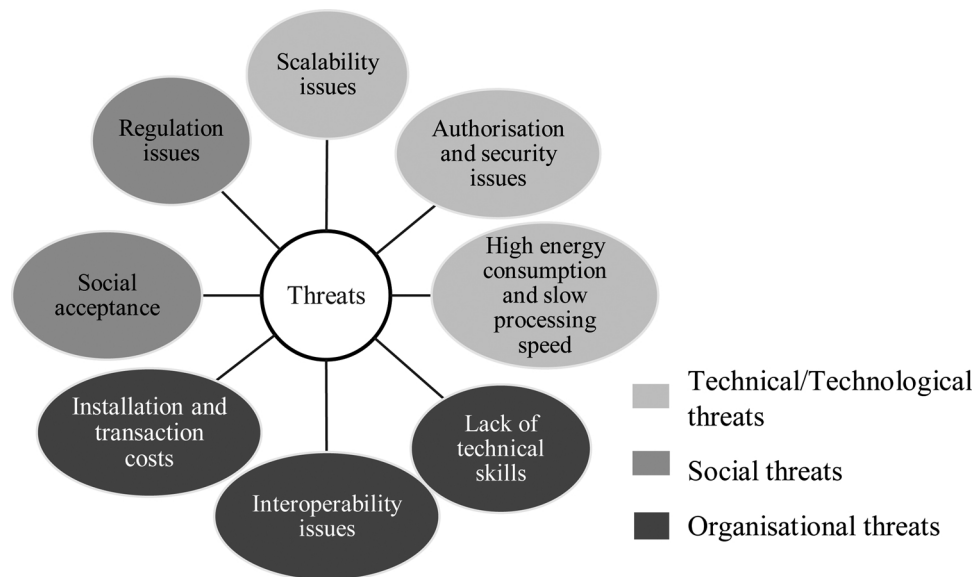 Scalability
issues
Authorisation
and security
issues
High energy
consumption
and slow
processing
speed
Lack of
technical
skills
Interoperability
issues
Installation and
transaction
costs
Social
acceptance
Regulation
issues
Threats
Technical/Technological
threats
Social threats
Organisational threats